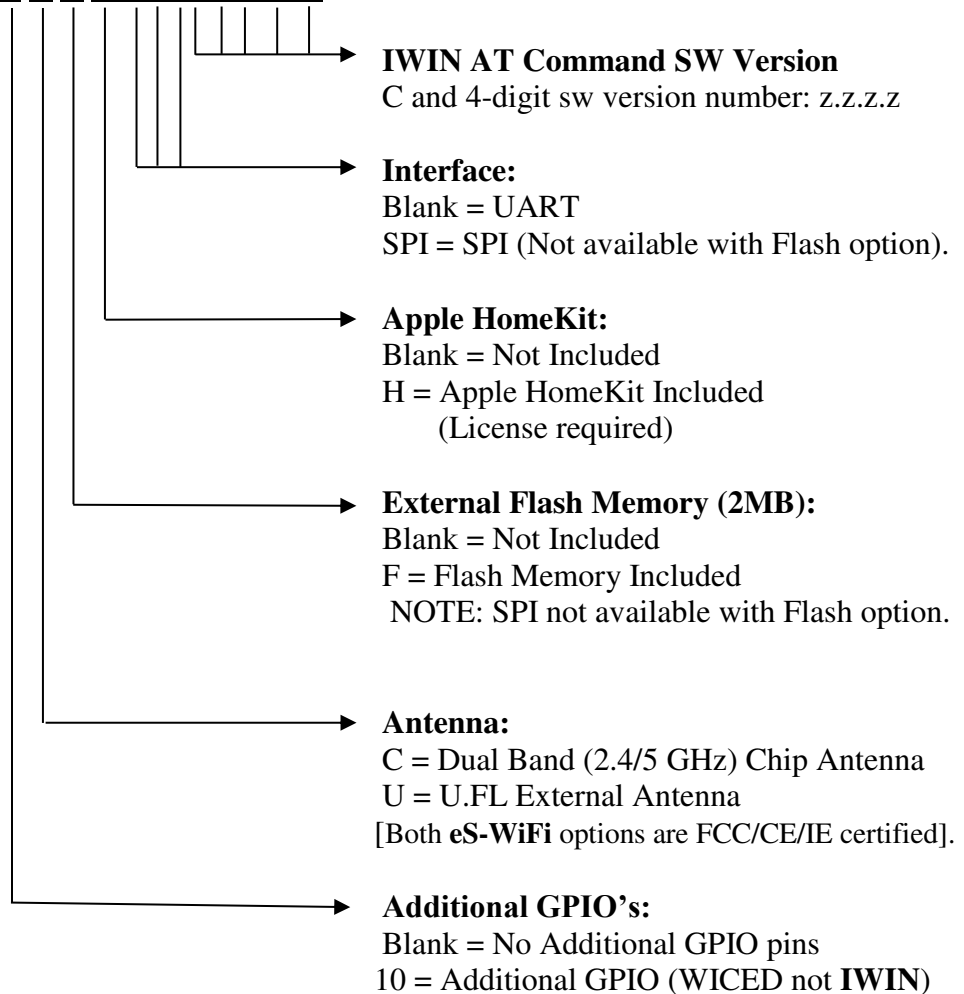 IWIN AT Command SW Version
C and 4-digit sw version number: z.z.z.z
Interface:
Blank = UART
SPI = SPI (Not available with Flash option).
Apple HomeKit:
Blank = Not Included
H = Apple HomeKit Included
(License required)
External Flash Memory (2MB):
Blank = Not Included
F = Flash Memory Included
NOTE: SPI not available with Flash option.
Antenna:
C = Dual Band (2.4/5 GHz) Chip Antenna
U = U.FL External Antenna
[Both eS-WiFi options are FCC/CE/IE certified].
Additional GPIO's:
Blank = No Additional GPIO pins
10 = Additional GPIO (WICED not IWIN)